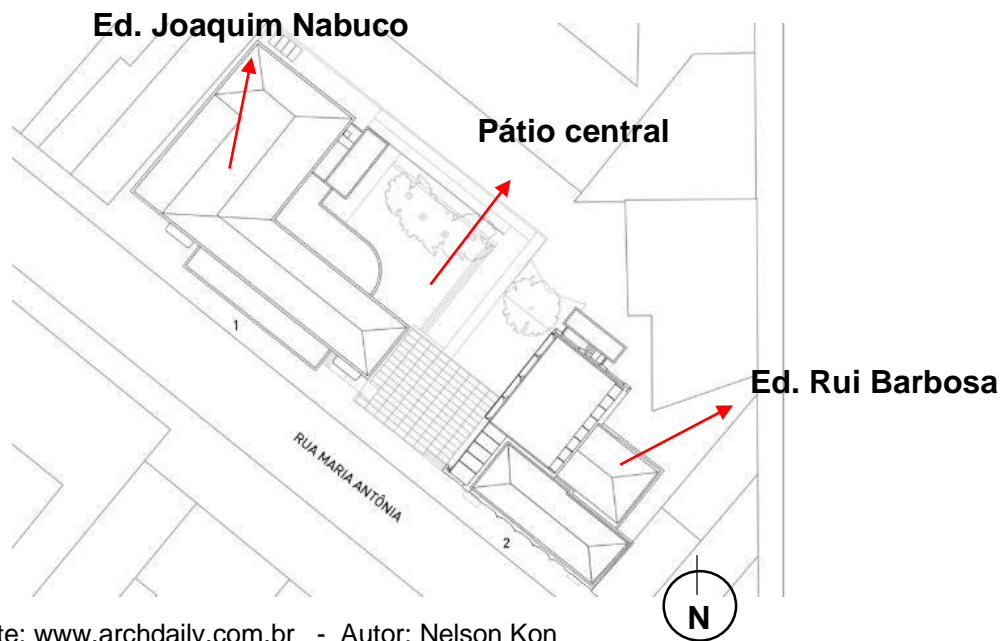 Ed. Joaquim Nabuco
Pátio central
Ed. Rui Barbosa
1
RUA MARIA ANTÔNIA
2
N
te: www.archdaily.com.br - Autor: Nelson Kon